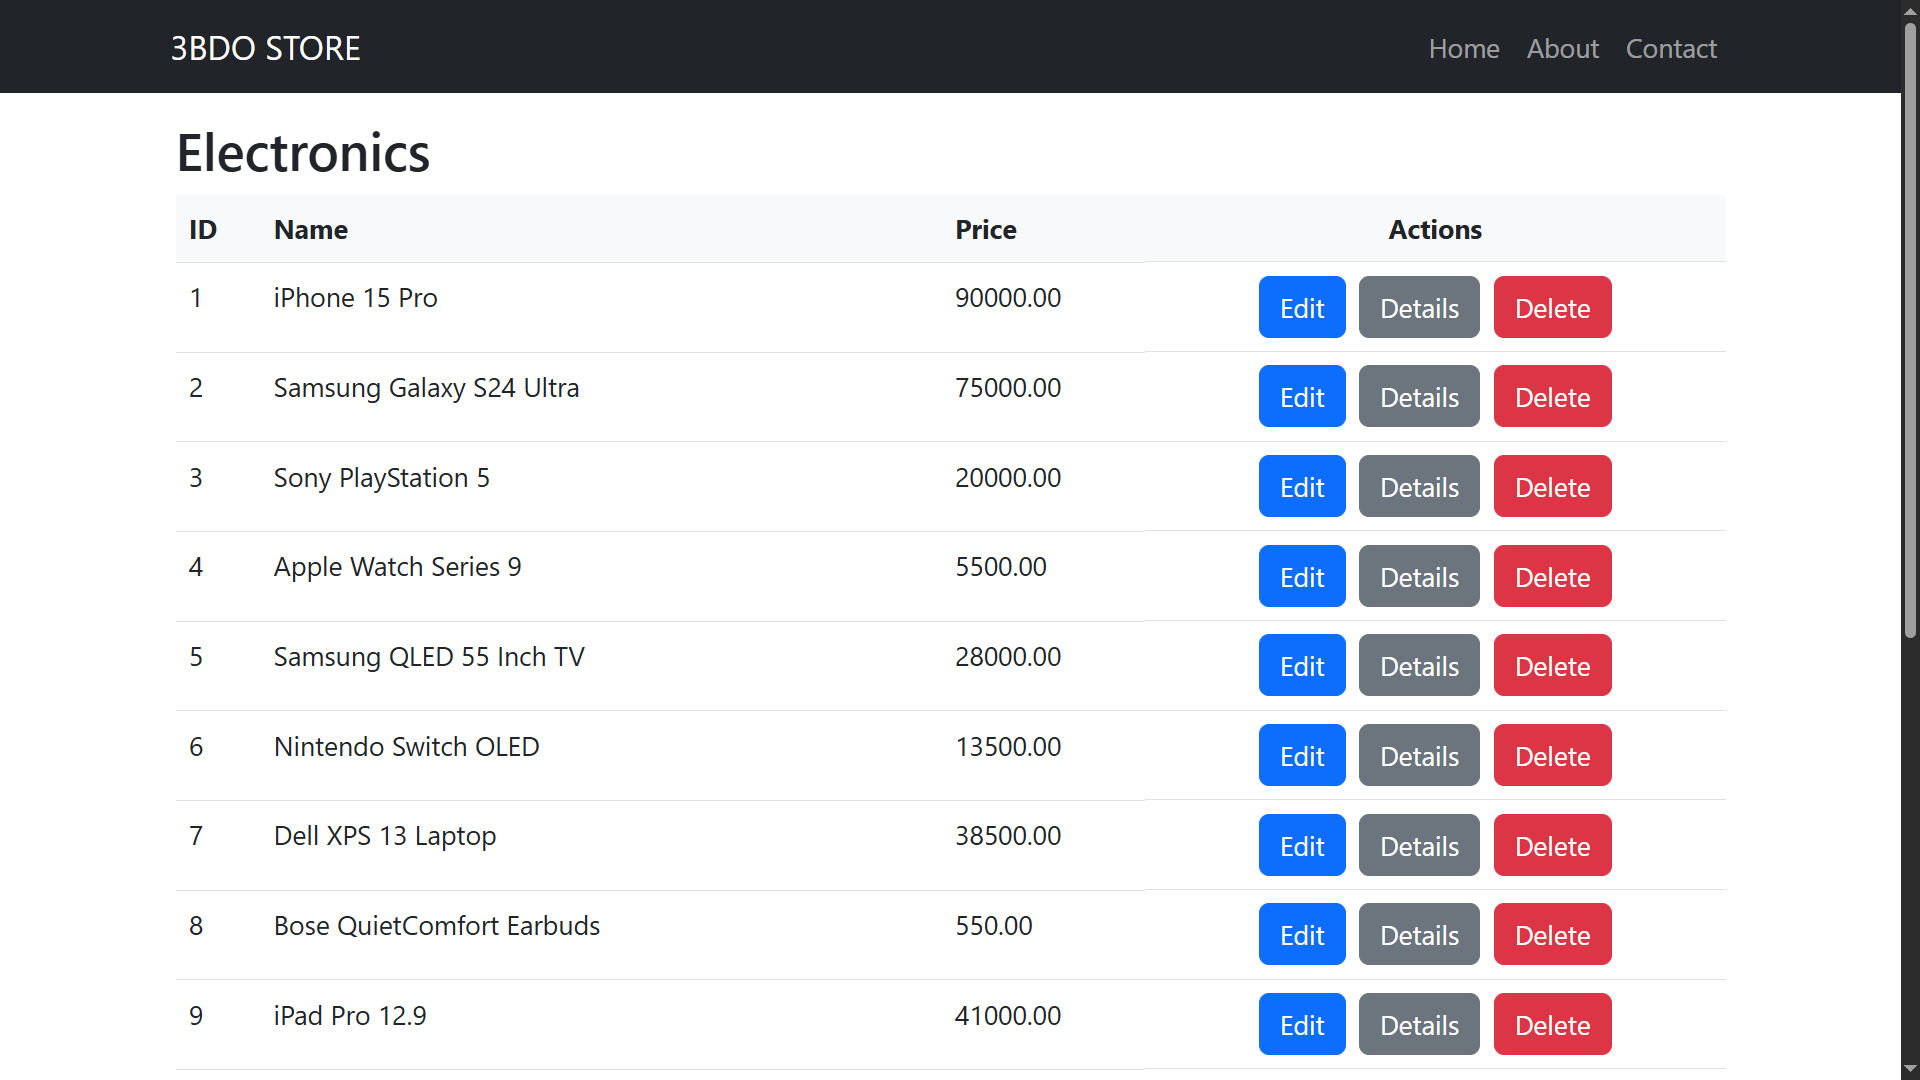 3BDO STORE Home About Contact
Electronics
ID Name Price Actions
1 iPhone 15 Pro 90000.00 Edit Details Delete
2 Samsung Galaxy S24 Ultra 75000.00 Edit Details Delete
3 Sony PlayStation 5 20000.00 Edit Details Delete
4 Apple Watch Series 9 5500.00 Edit Details Delete
5 Samsung QLED 55 Inch TV 28000.00 Edit Details Delete
6 Nintendo Switch OLED 13500.00 Edit Details Delete
7 Dell XPS 13 Laptop 38500.00 Edit Details Delete
8 Bose QuietComfort Earbuds 550.00 Edit Details Delete
9 iPad Pro 12.9 41000.00 Edit Details Delete